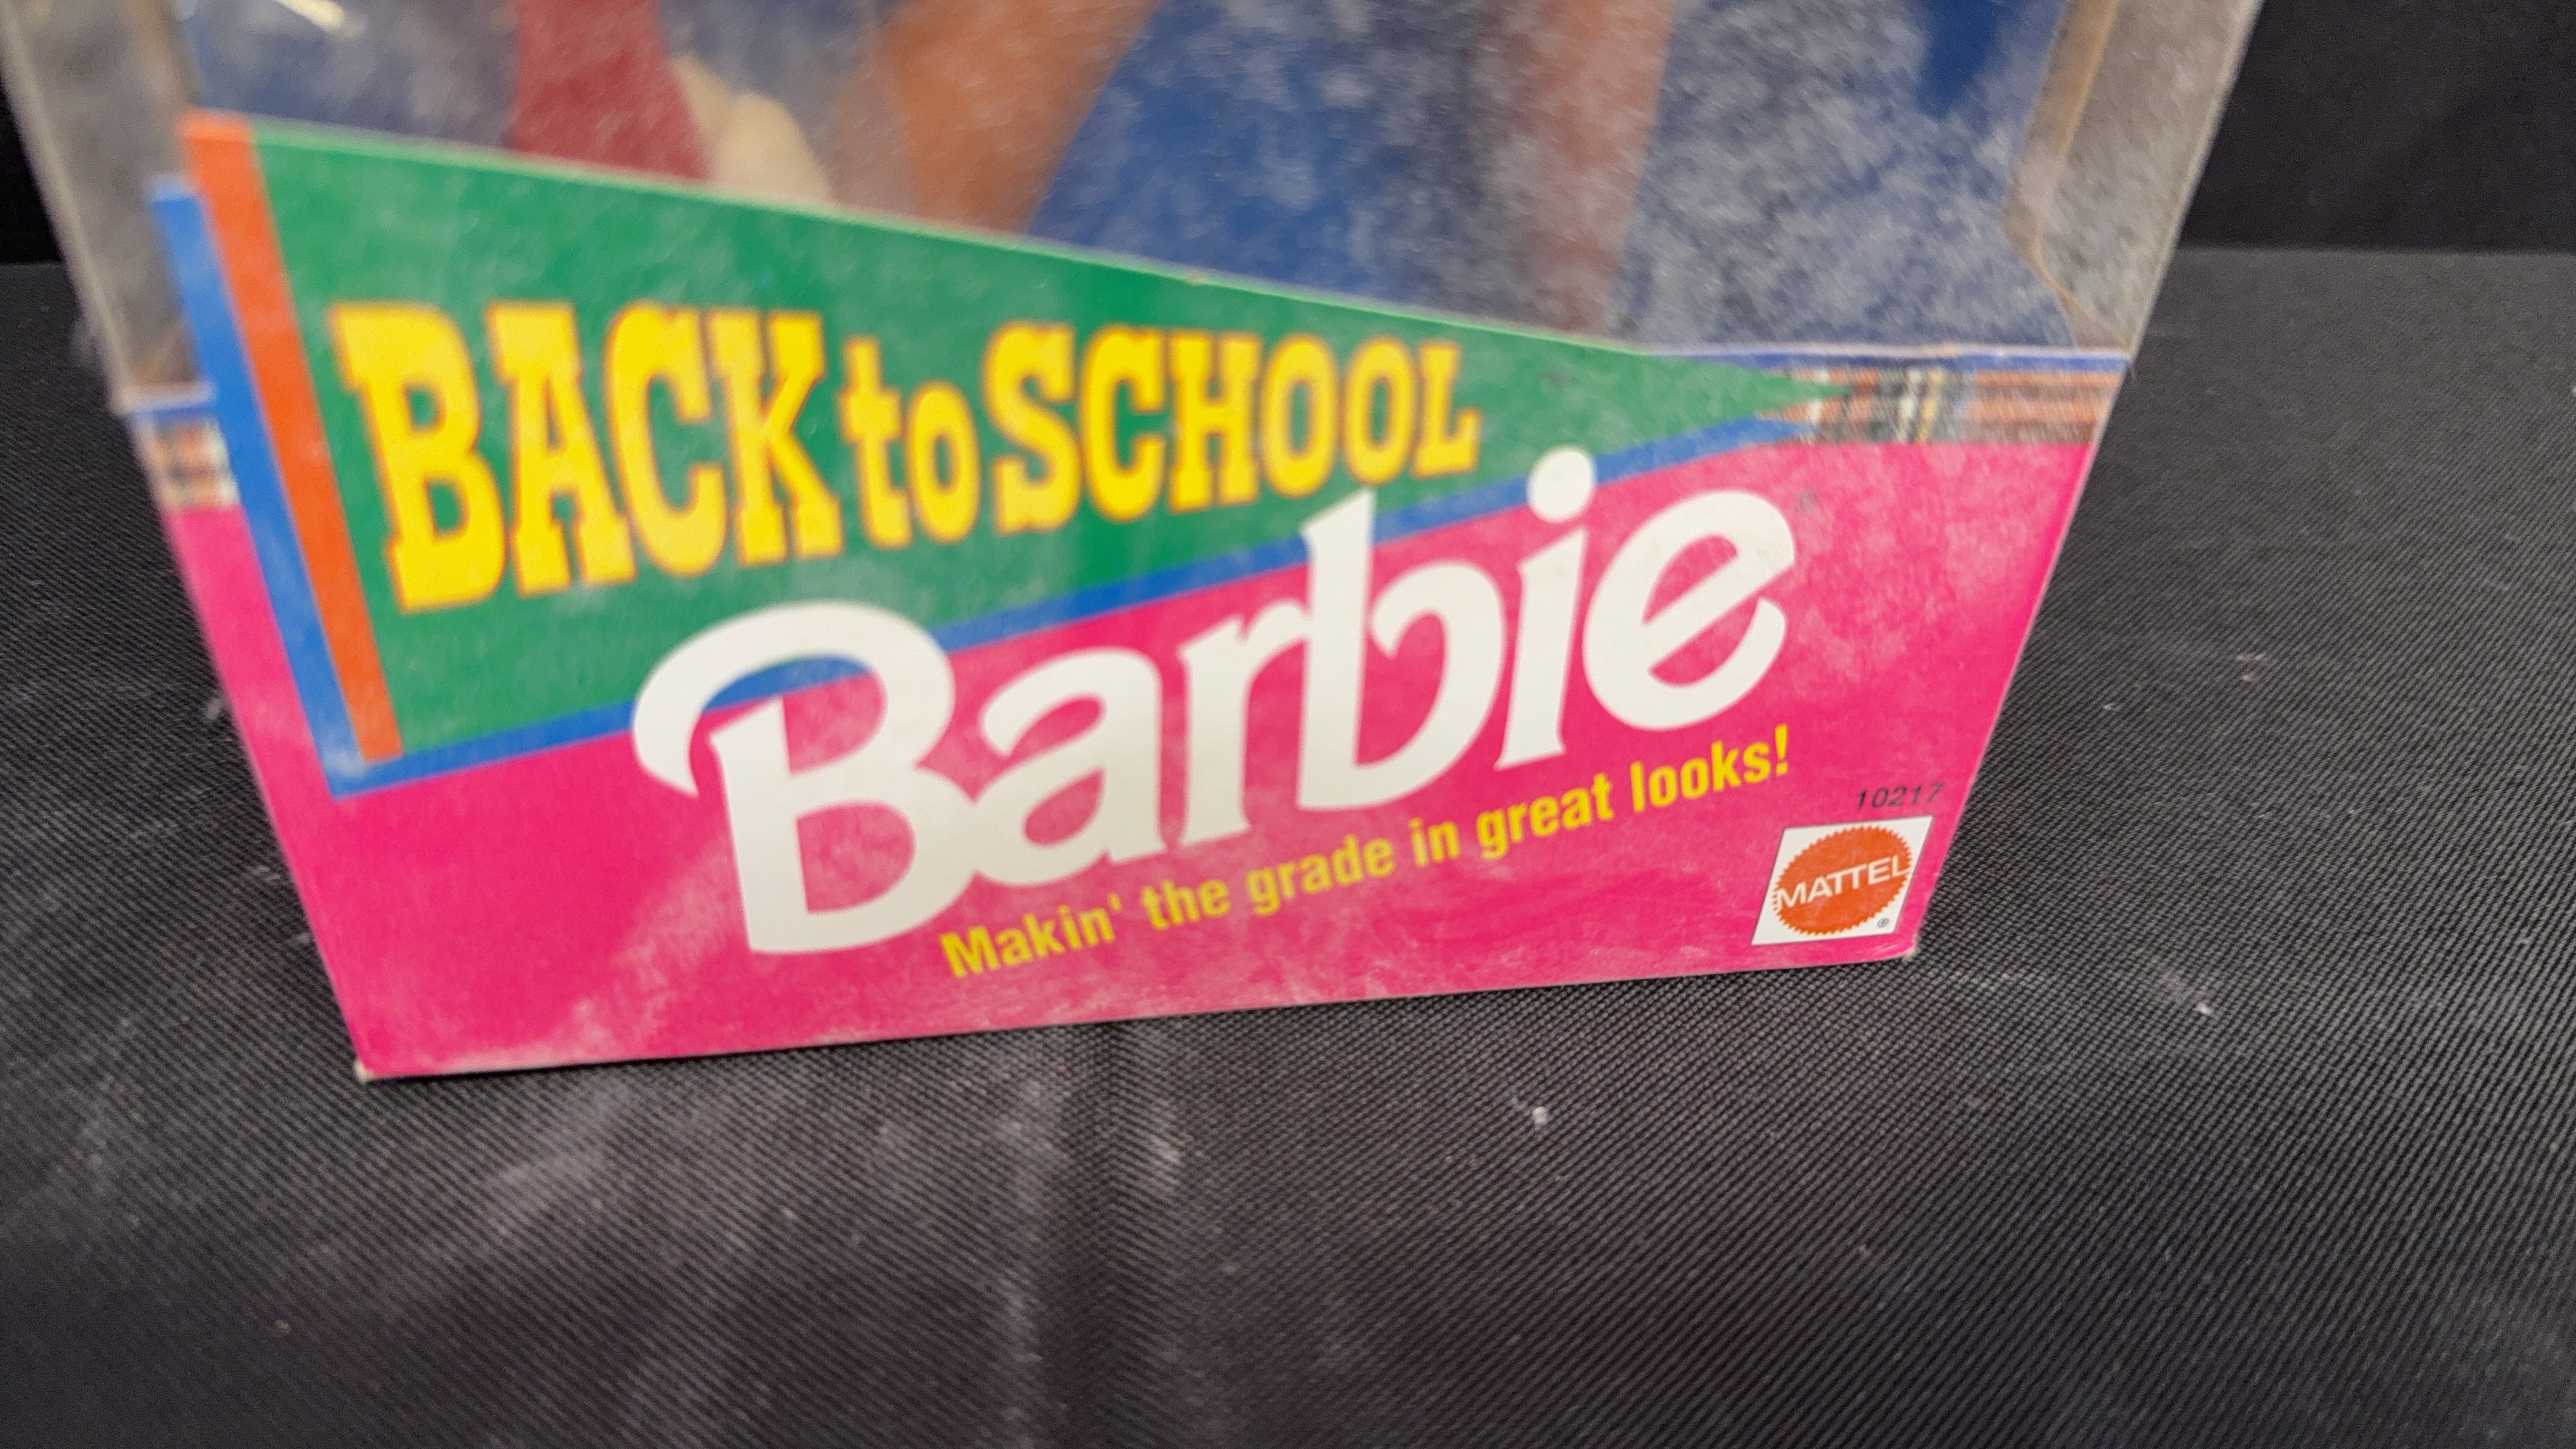 BACK to SCHOOL
Barbie
Makin' the grade in great looks!
10217
MATTEL
®